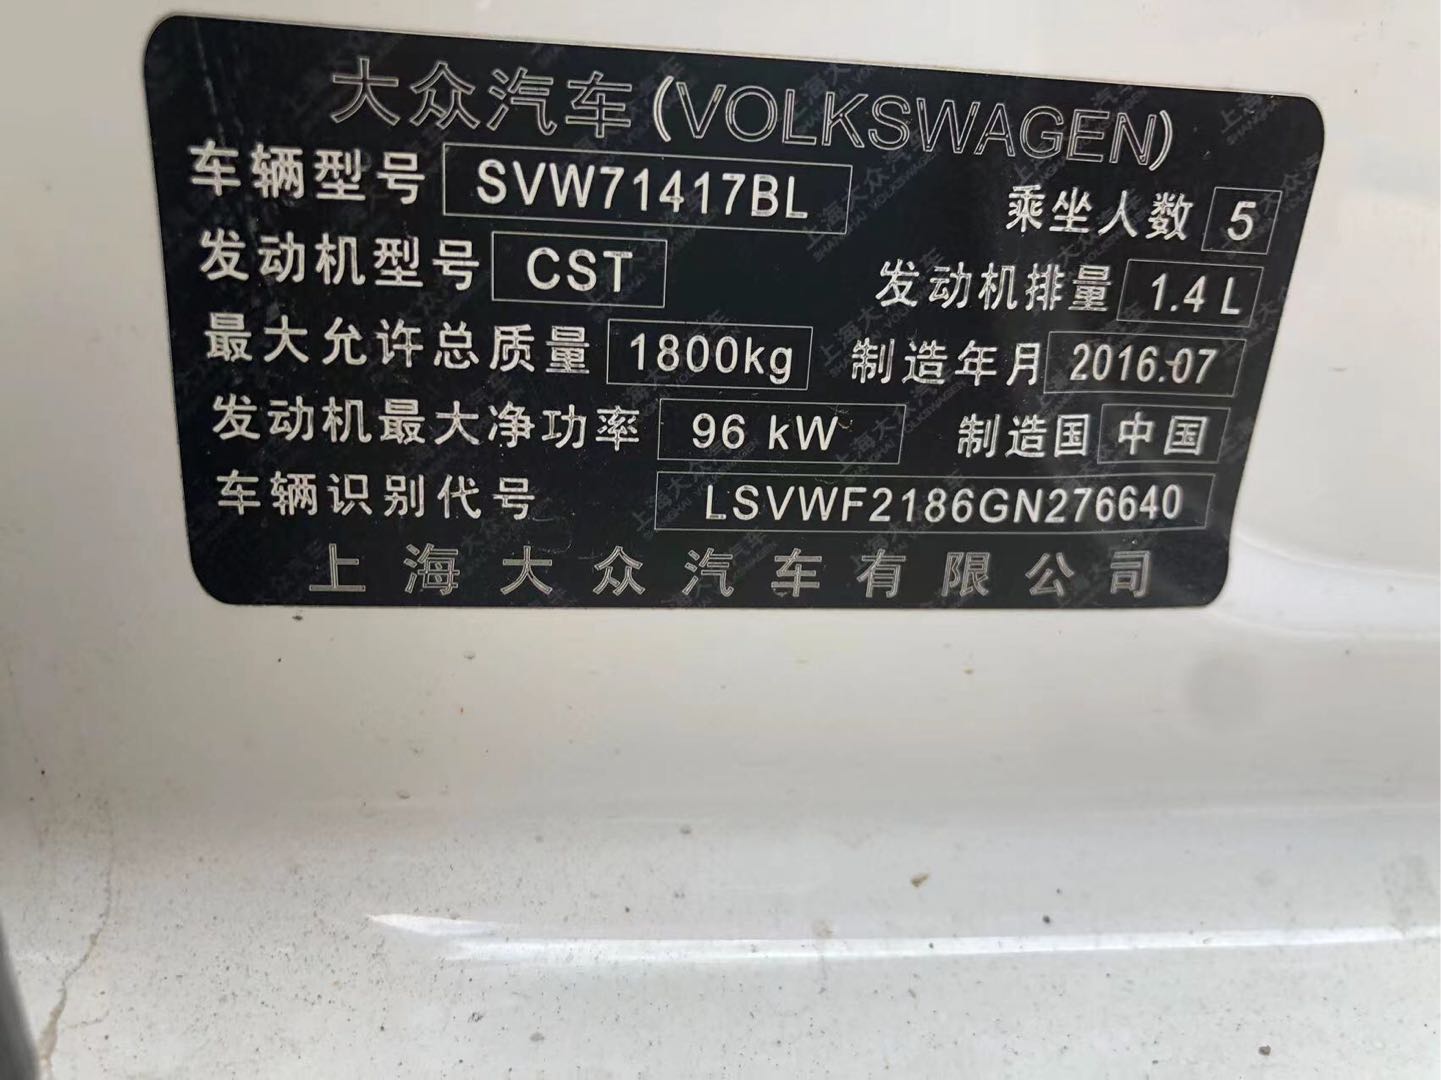 大众汽车(VOLKSWAGEN)
车辆型号 SVW71417BL 乘坐人数 5
发动机型号 CST 发动机排量 1.4 L
最大允许总质量 1800kg 制造年月 2016.07
发动机最大净功率 96 kW 制造国 中国
车辆识别代号 LSVWF2186GN276640
上海大众汽车有限公司